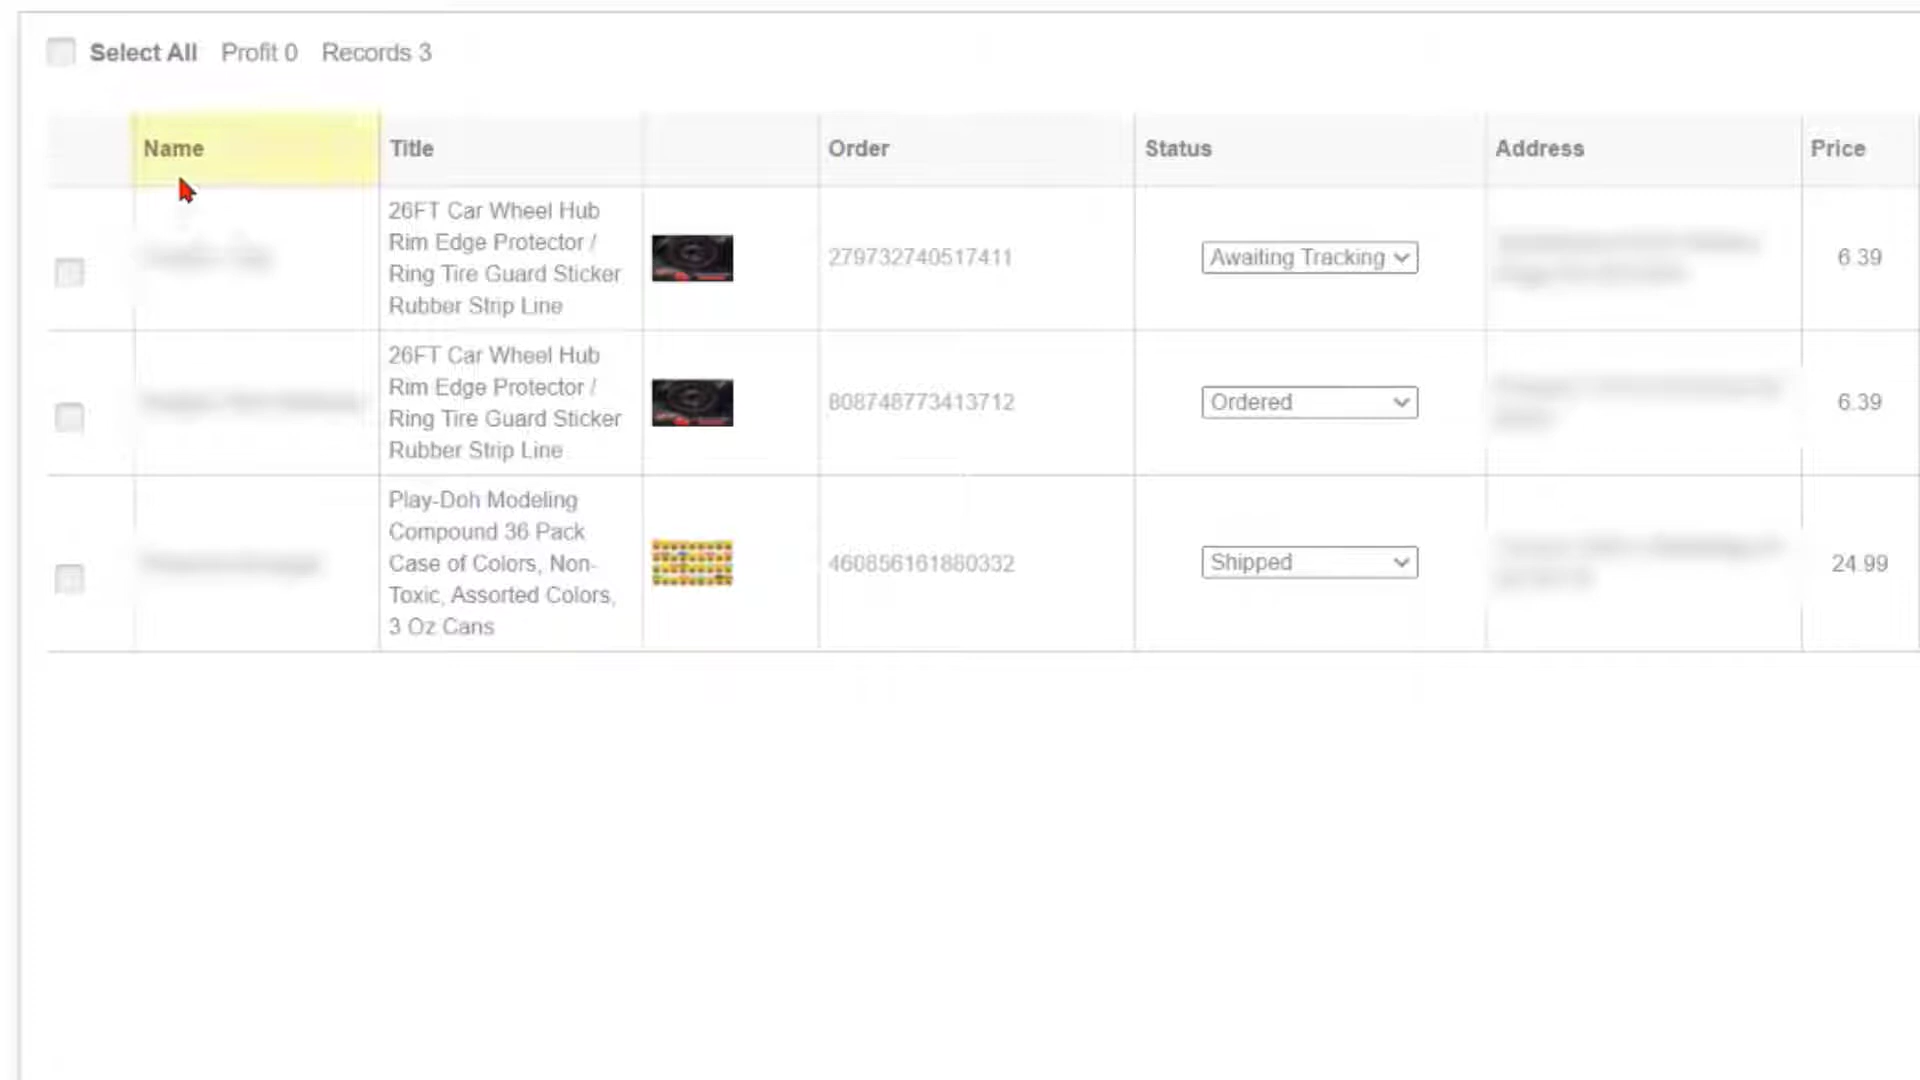 Select All Profit 0 Records 3
Name Title Order Status Address Price
26FT Car Wheel Hub
Rim Edge Protector /
Ring Tire Guard Sticker
Rubber Strip Line
279732740517411
Awaiting Tracking
6.39
26FT Car Wheel Hub
Rim Edge Protector /
Ring Tire Guard Sticker
Rubber Strip Line
808748773413712
Ordered
6.39
Play-Doh Modeling
Compound 36 Pack
Case of Colors, Non-
Toxic, Assorted Colors,
3 Oz Cans
460856161880332
Shipped
24.99